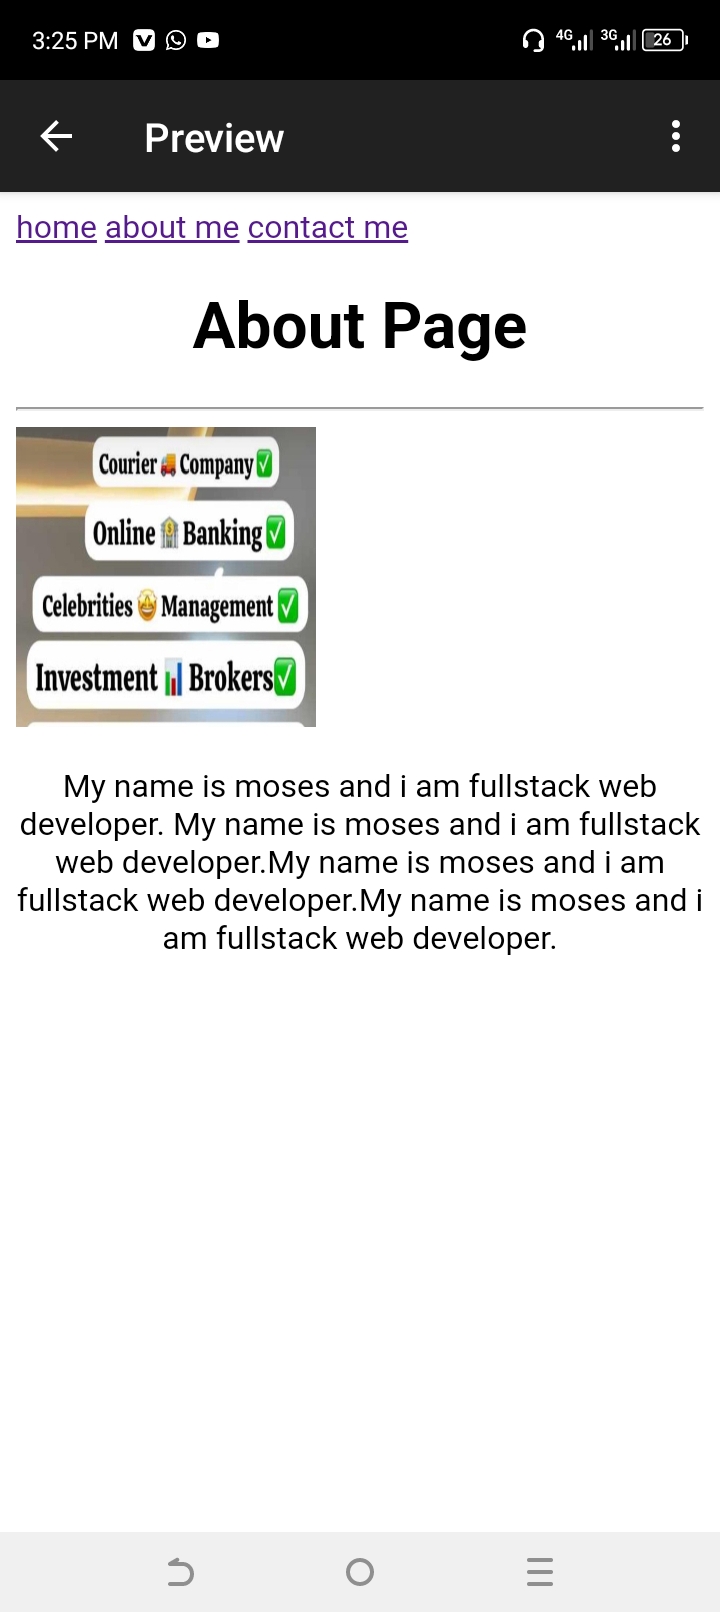 3:25 PM
4G 3G 26
Preview
home about me contact me
About Page
Courier🚚Company✅
Online 🏦 Banking✅
Celebrities 🤩 Management ✅
Investment 📊 Brokers✅
My name is moses and i am fullstack web
developer. My name is moses and i am fullstack
web developer.My name is moses and i am
fullstack web developer.My name is moses and i
am fullstack web developer.